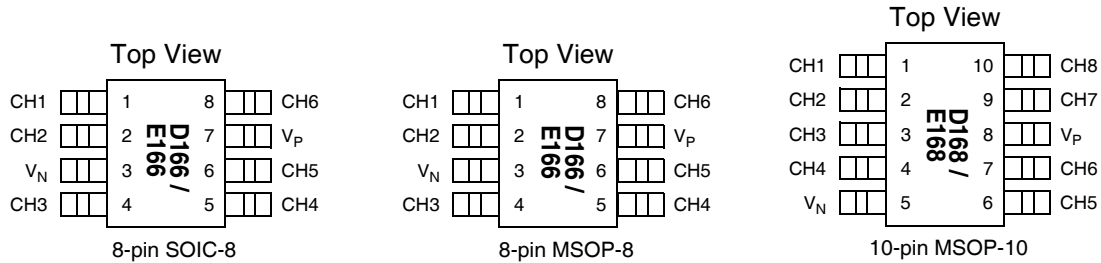 Top View
CH1 1 8 CH6
CH2 2 7 VP
VN 3 6 CH5
CH3 4 5 CH4
D166 /
E166
8-pin SOIC-8
Top View
CH1 1 8 CH6
CH2 2 7 VP
VN 3 6 CH5
CH3 4 5 CH4
D166 /
E166
8-pin MSOP-8
Top View
CH1 1 10 CH8
CH2 2 9 CH7
CH3 3 8 VP
CH4 4 7 CH6
VN 5 6 CH5
D168 /
E168
10-pin MSOP-10